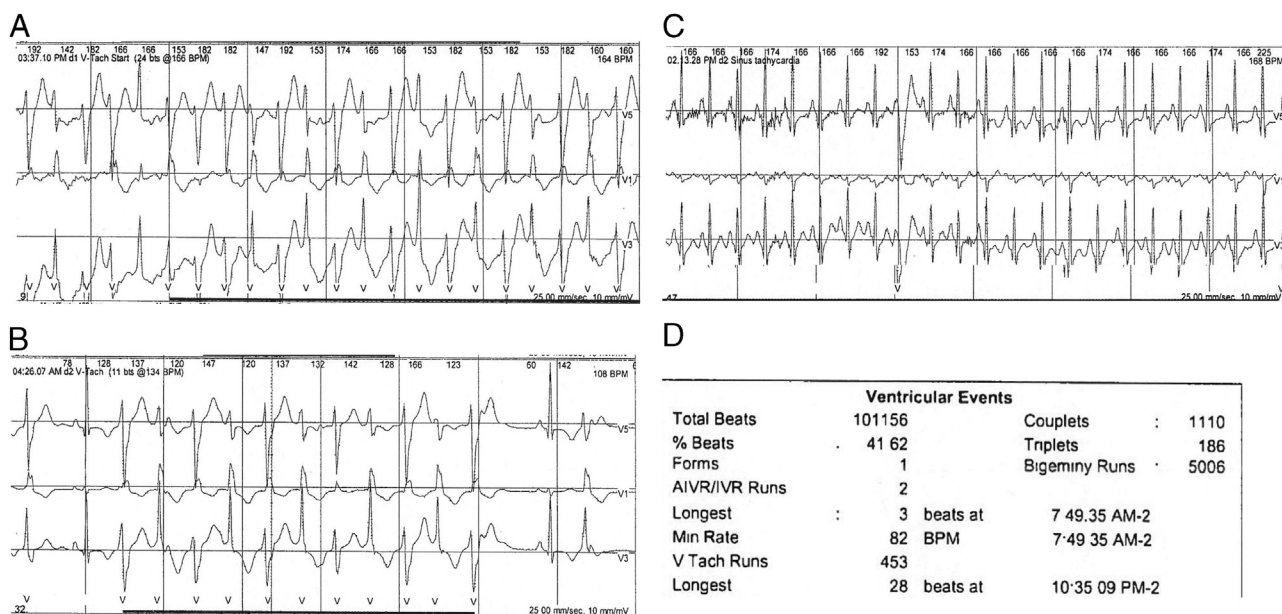 A
192 142 182 166 166 153 182 182 147 192 153 174 166 166 153 182 153 182 153 182 166 160
03:37.10 PM d1 V-Tach Start (24 bts @166 BPM) 164 BPM
V5
V1
V3
V V V V V V V V V V V V V V V V V V V V V
9 25 00 mm/sec, 10 mm/mV
B
78 128 137 120 147 120 137 132 142 128 166 123 60 142 6
04:26.07 AM d2 V-Tach (11 bts @134 BPM) 108 BPM
V5
V1
V3
V V V V V V V V V V V V
32 25 00 mm/sec, 10 mm/mV
C
166 166 166 174 166 166 166 192 153 174 166 166 166 166 166 174 166 166 166 174 166 225
02.13.28 PM d2 Sinus tachycardia 168 BPM
V
47 25 00 mm/sec, 10 mm/mV
D
Ventricular Events
Total Beats 101156 Couplets : 1110
% Beats . 41 62 Triplets 186
Forms 1 Bigeminy Runs · 5006
AIVR/IVR Runs 2
Longest : 3 beats at 7 49.35 AM-2
Min Rate 82 BPM 7·49 35 AM-2
V Tach Runs 453
Longest 28 beats at 10·35 09 PM-2